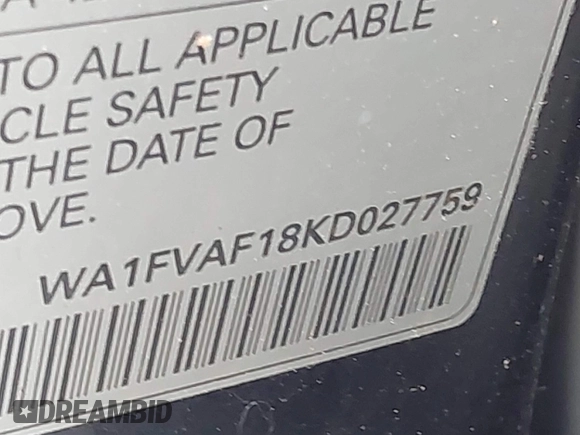 TO ALL APPLICABLE
CLE SAFETY
THE DATE OF
OVE.
WA1FVAF18KD027759
DREAMBID